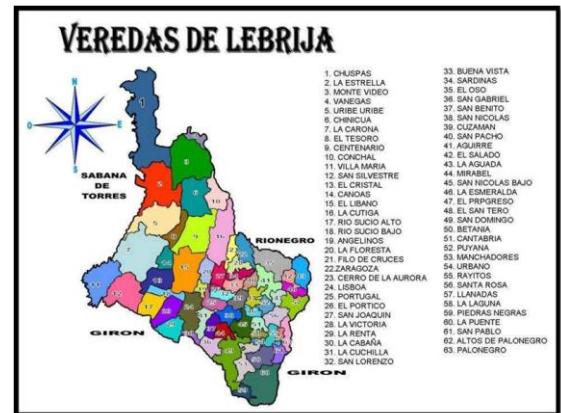 VEREDAS DE LEBRIJA
N
O
E
S
SABANA
DE
TORRES
RIONEGRO
GIRON
GIRON
1. CHUSPAS
2. LA ESTRELLA
3. MONTE VIDEO
4. VANEGAS
5. URIBE URIBE
6. CHINICUA
7. LA CARONA
8. EL TESORO
9. CENTENARIO
10. CONCHAL
11. VILLA MARIA
12. SAN SILVESTRE
13. EL CRISTAL
14. CANOAS
15. EL LIBANO
16. LA CUTIGA
17. RIO SUCIO ALTO
18. RIO SUCIO BAJO
19. ANGELINOS
20. LA FLORESTA
21. FILO DE CRUCES
22.ZARAGOZA
23. CERRO DE LA AURORA
24. LISBOA
25. PORTUGAL
26. EL PORTICO
27. SAN JOAQUIN
28. LA VICTORIA
29. LA RENTA
30. LA CABAÑA
31. LA CUCHILLA
32. SAN LORENZO
33. BUENA VISTA
34. SARDINAS
35. EL OSO
36. SAN GABRIEL
37. SAN BENITO
38. SAN NICOLAS
39. CUZAMAN
40. SAN PACHO
41. AGUIRRE
42. EL SALADO
43. LA AGUADA
44. MIRABEL
45. SAN NICOLAS BAJO
46. LA ESMERALDA
47. EL PRPGRESO
48. EL SAN TERO
49. SAN DOMINGO
50. BETANIA
51. CANTABRIA
52. PUYANA
53. MANCHADORES
54. URBANO
55. RAYITOS
56. SANTA ROSA
57. LLANADAS
58. LA LAGUNA
59. PIEDRAS NEGRAS
60. LA PUENTE
61. SAN PABLO
62. ALTOS DE PALONEGRO
63. PALONEGRO